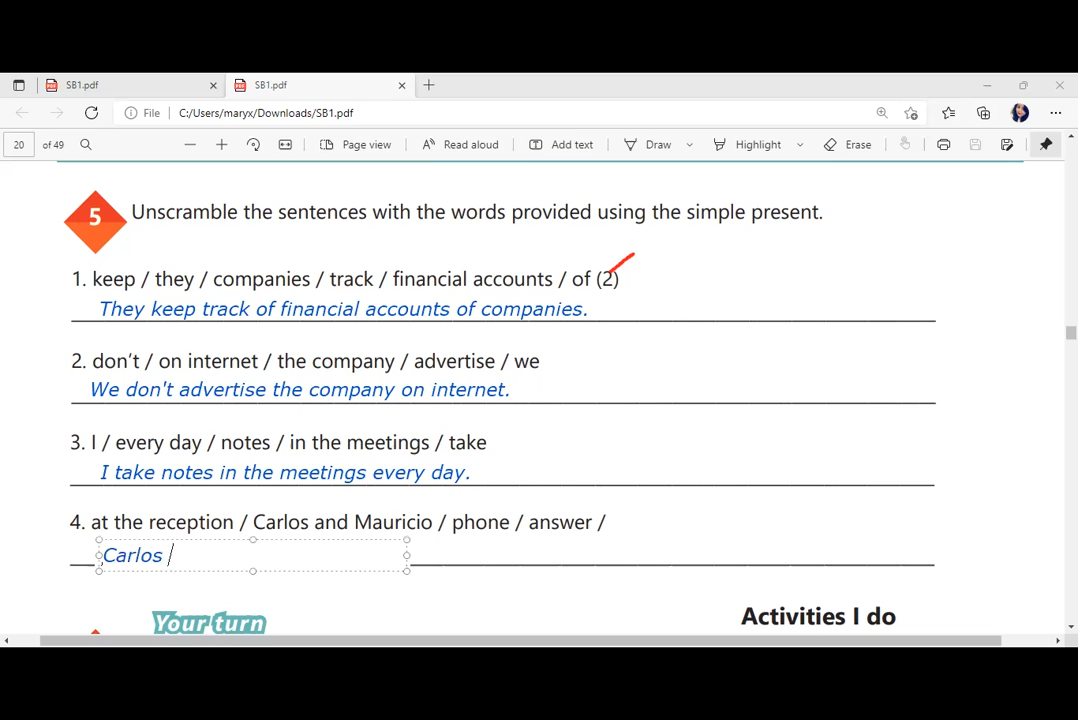 SB1.pdf
SB1.pdf
File
C:/Users/maryx/Downloads/SB1.pdf
20 of 49
Page view
Read aloud
Add text
Draw
Highlight
Erase
5 Unscramble the sentences with the words provided using the simple present.
1. keep / they / companies / track / financial accounts / of (2)
They keep track of financial accounts of companies.
2. don't / on internet / the company / advertise / we
We don't advertise the company on internet.
3. I / every day / notes / in the meetings / take
I take notes in the meetings every day.
4. at the reception / Carlos and Mauricio / phone / answer /
Carlos
Your turn
Activities I do